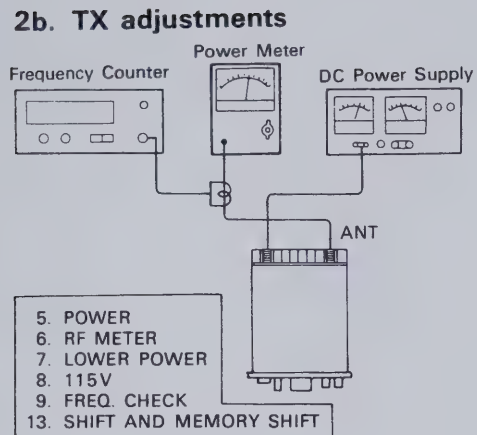 2b. TX adjustments
Power Meter
Frequency Counter
DC Power Supply
ANT
5. POWER
6. RF METER
7. LOWER POWER
8. 115V
9. FREQ. CHECK
13. SHIFT AND MEMORY SHIFT